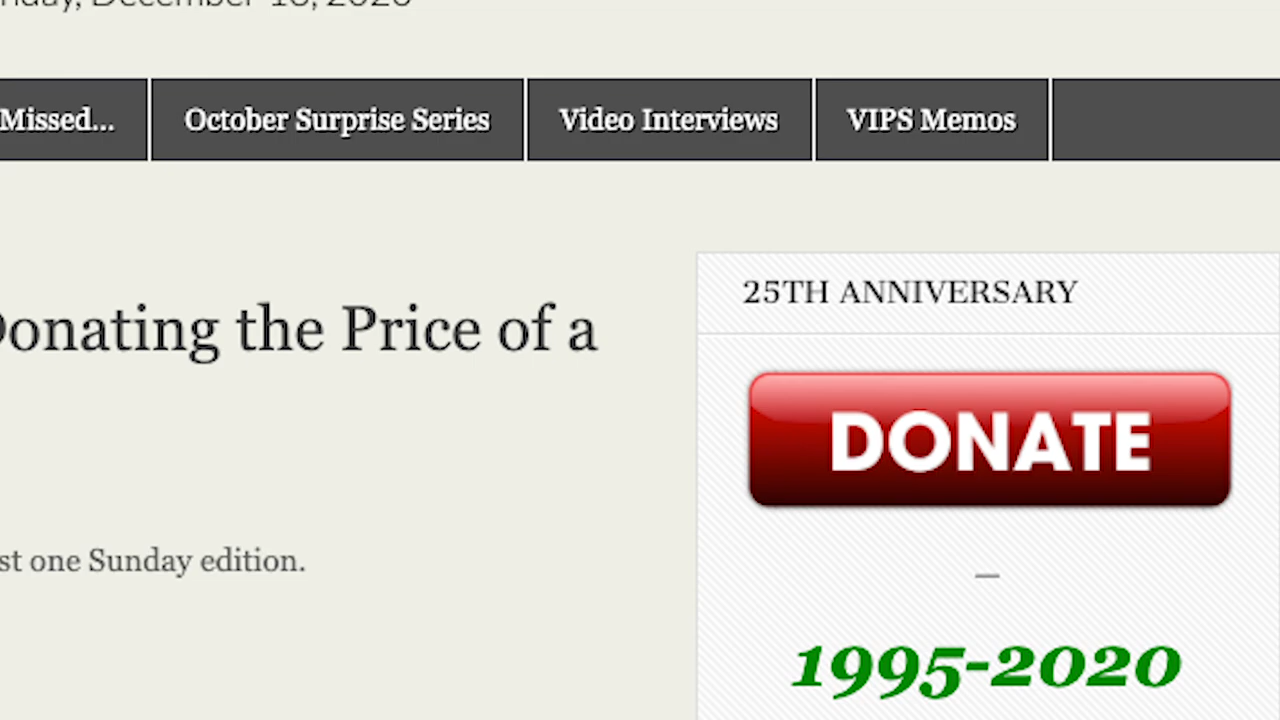 December
Missed...
October Surprise Series
Video Interviews
VIPS Memos
25TH ANNIVERSARY
Donating the Price of a
DONATE
st one Sunday edition.
–
1995-2020